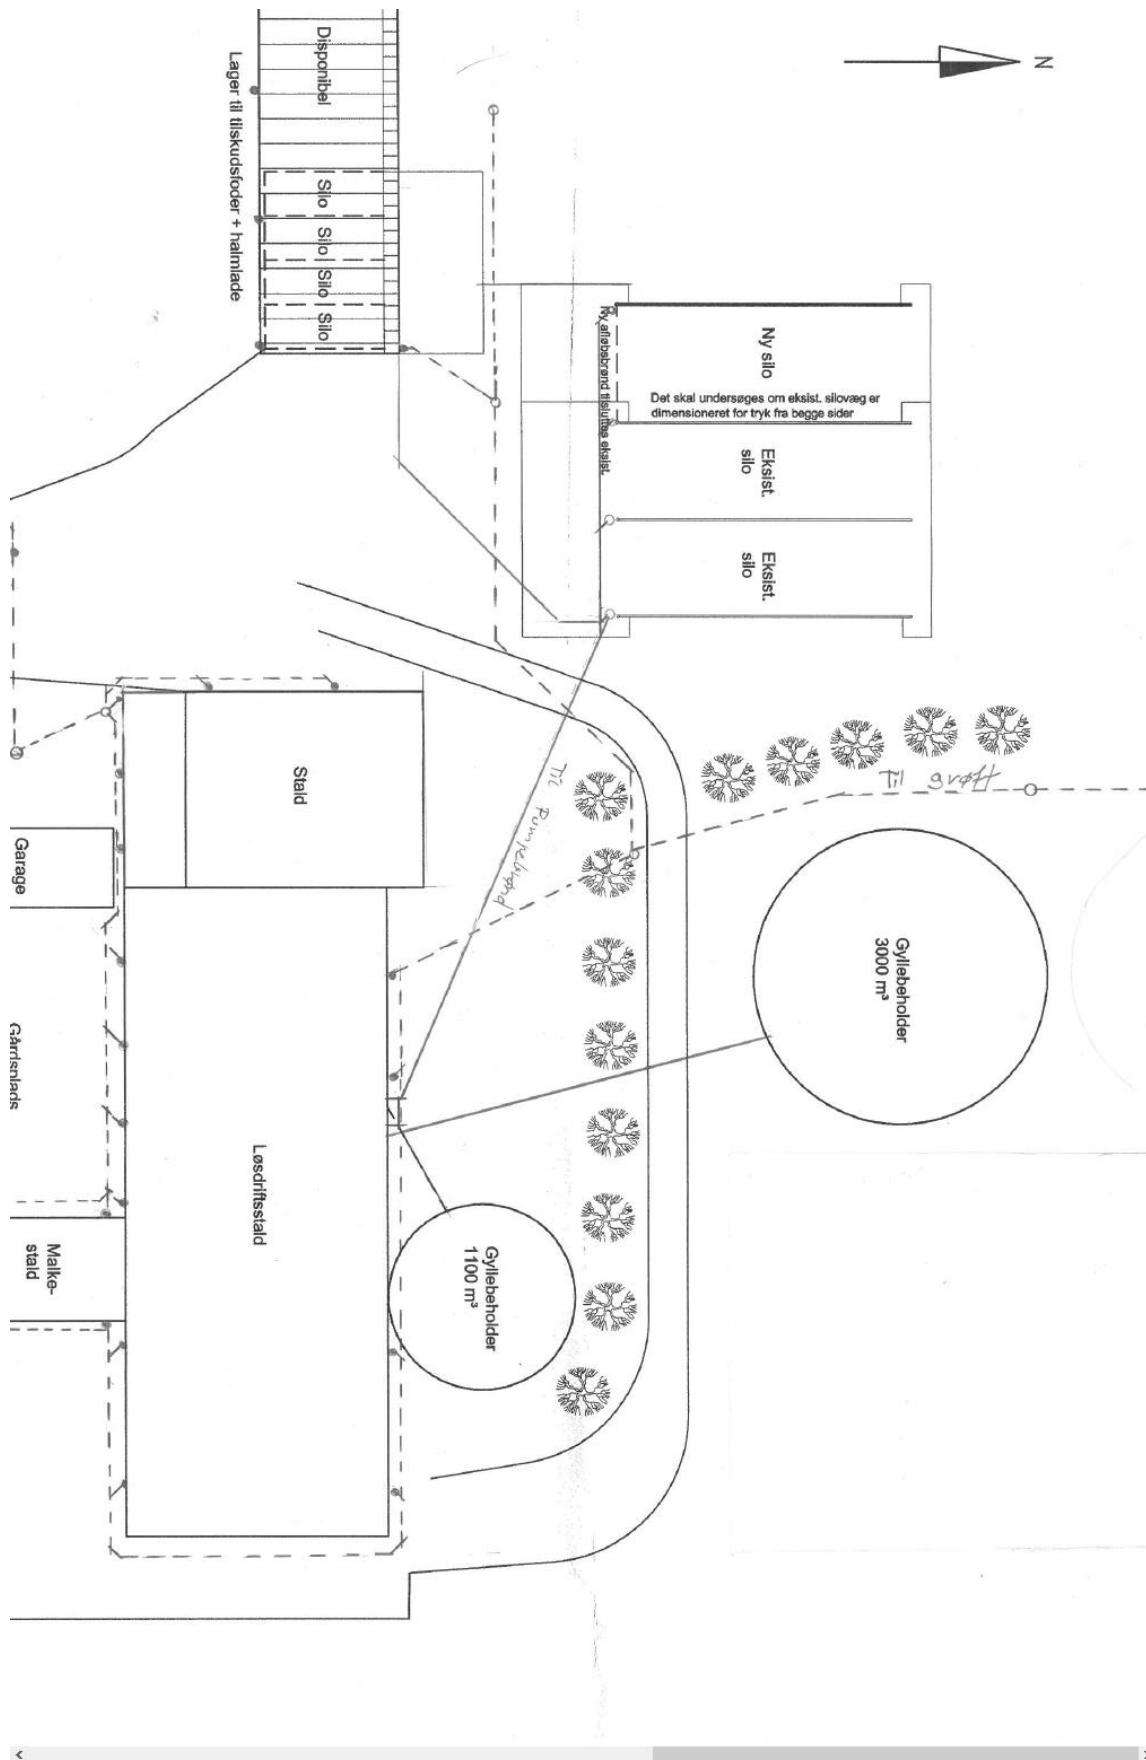 N
Disponibel
Lager til tilskudsfoder + halmlade
Silo
Silo
Silo
Silo
Ny silo
Det skal undersøges om eksist. silovæg er
dimensioneret for tryk fra begge sider
Ny afløbsbrønd tilsluttes eksist.
Eksist.
silo
Eksist.
silo
Stald
Til Pumpebrønd
Til grøft
Garage
Gyllebeholder
3000 m³
Gårdsplads
Løsdriftsstald
Gyllebeholder
1100 m³
Malke-
stald